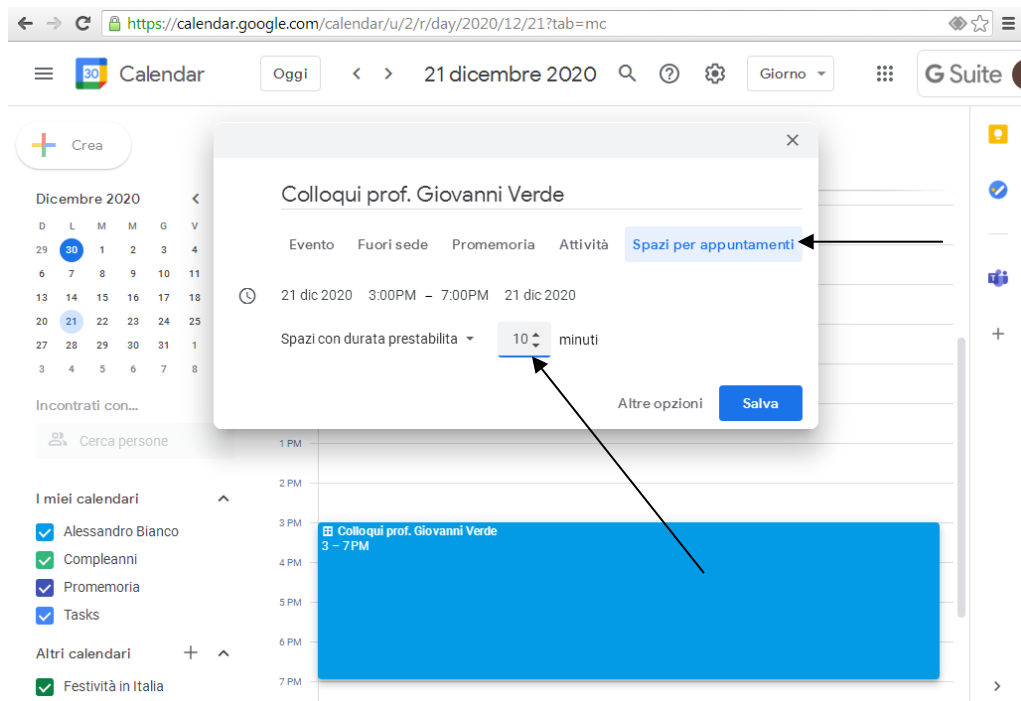 https://calendar.google.com/calendar/u/2/r/day/2020/12/21?tab=mc
30 Calendar Oggi 21 dicembre 2020 Giorno G Suite
Crea
Dicembre 2020
D L M M G V
29 30 1 2 3 4
6 7 8 9 10 11
13 14 15 16 17 18
20 21 22 23 24 25
27 28 29 30 31 1
3 4 5 6 7 8
Incontrati con...
Cerca persone
I miei calendari
Alessandro Bianco
Compleanni
Promemoria
Tasks
Altri calendari
Festività in Italia
Colloqui prof. Giovanni Verde
Evento Fuori sede Promemoria Attività Spazi per appuntamenti
21 dic 2020 3:00PM – 7:00PM 21 dic 2020
Spazi con durata prestabilita 10 minuti
Altre opzioni Salva
1 PM
2 PM
3 PM
Colloqui prof. Giovanni Verde
3 – 7 PM
4 PM
5 PM
6 PM
7 PM